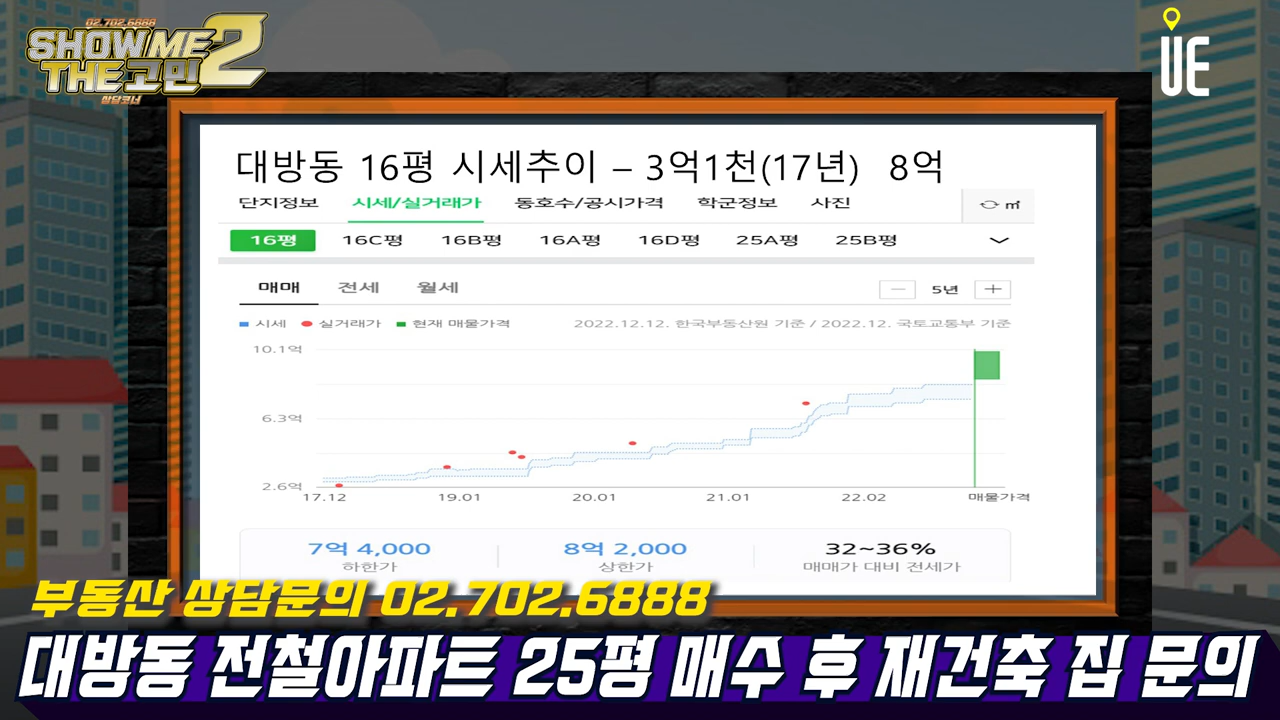 02.702.6888
SHOW ME
THE고민2
상담코너
UE
대방동 16평 시세추이 – 3억1천(17년) 8억
단지정보 시세/실거래가 동호수/공시가격 학군정보 사진 ㎡
16평 16C평 16B평 16A평 16D평 25A평 25B평
매매 전세 월세 5년
시세 실거래가 현재 매물가격 2022.12.12. 한국부동산원 기준 / 2022.12. 국토교통부 기준
10.1억
6.3억
2.6억
17.12 19.01 20.01 21.01 22.02 매물가격
7억 4,000 8억 2,000 32~36%
하한가 상한가 매매가 대비 전세가
부동산 상담문의 02.702.6888
대방동 전철아파트 25평 매수 후 재건축 집 문의